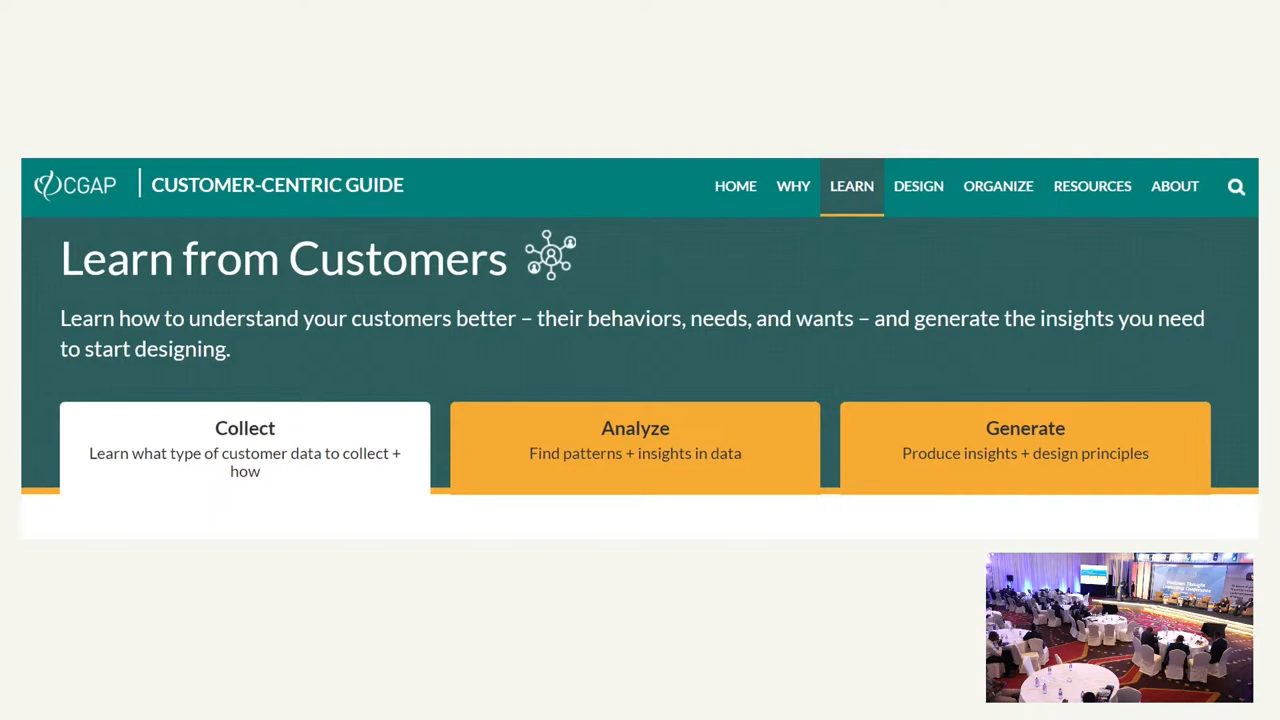 CGAP
CUSTOMER-CENTRIC GUIDE
HOME WHY LEARN DESIGN ORGANIZE RESOURCES ABOUT
Learn from Customers
Learn how to understand your customers better – their behaviors, needs, and wants – and generate the insights you need
to start designing.
Collect
Learn what type of customer data to collect +
how
Analyze
Find patterns + insights in data
Generate
Produce insights + design principles